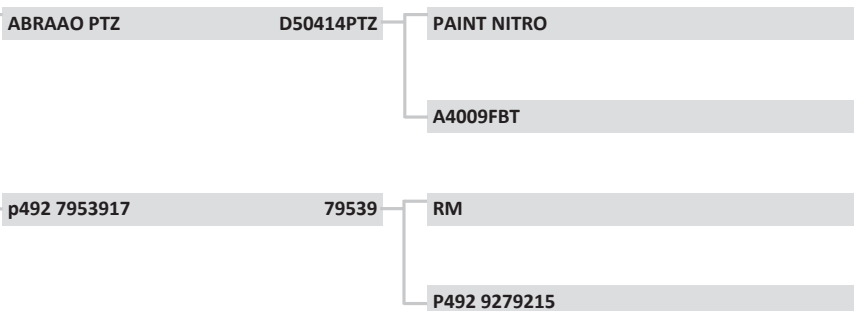 ABRAAO PTZ D50414PTZ PAINT NITRO
A4009FBT
p492 7953917 79539 RM
P492 9279215